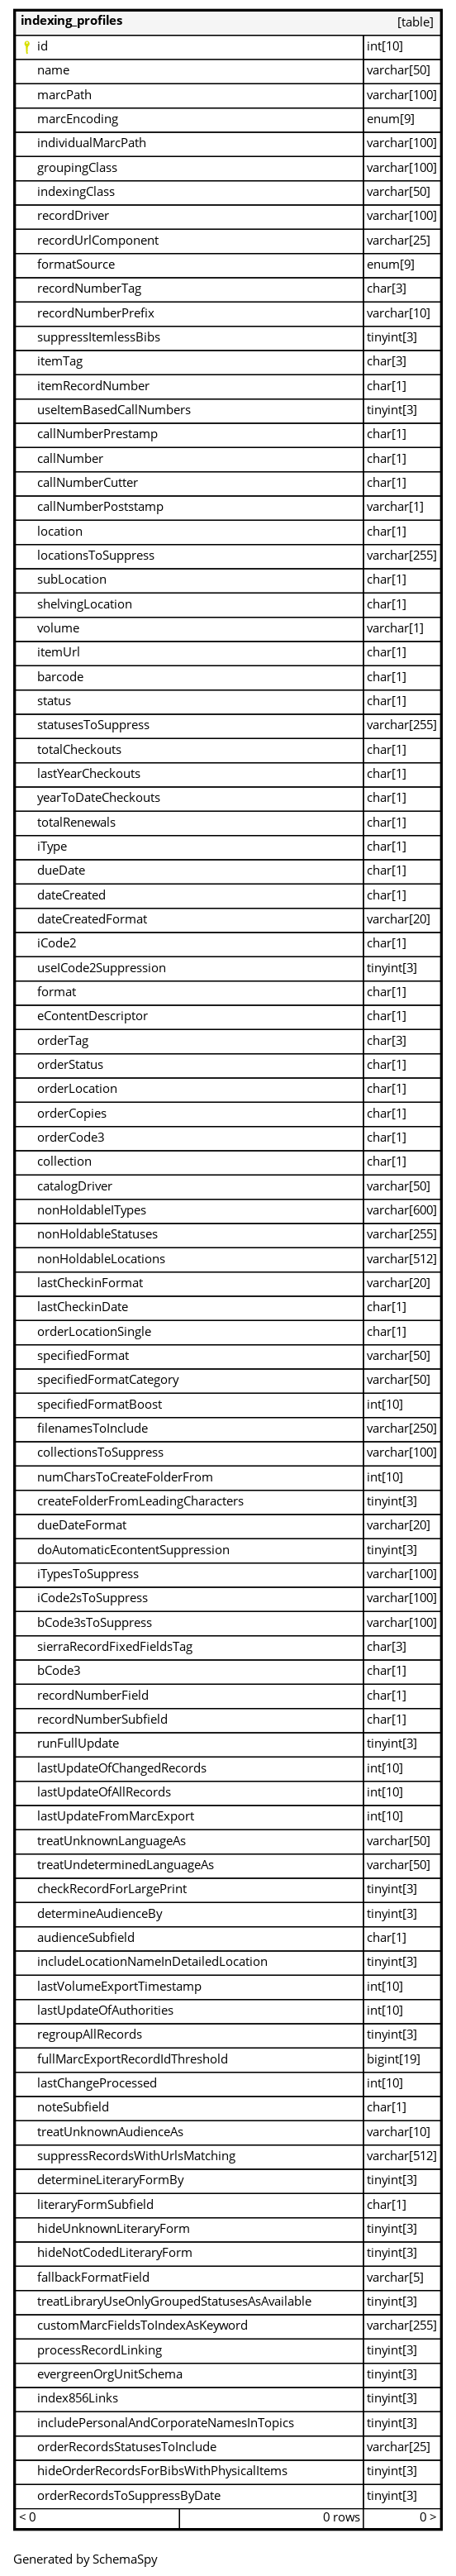 indexing_profiles [table]
id int[10]
name varchar[50]
marcPath varchar[100]
marcEncoding enum[9]
individualMarcPath varchar[100]
groupingClass varchar[100]
indexingClass varchar[50]
recordDriver varchar[100]
recordUrlComponent varchar[25]
formatSource enum[9]
recordNumberTag char[3]
recordNumberPrefix varchar[10]
suppressItemlessBibs tinyint[3]
itemTag char[3]
itemRecordNumber char[1]
useItemBasedCallNumbers tinyint[3]
callNumberPrestamp char[1]
callNumber char[1]
callNumberCutter char[1]
callNumberPoststamp varchar[1]
location char[1]
locationsToSuppress varchar[255]
subLocation char[1]
shelvingLocation char[1]
volume varchar[1]
itemUrl char[1]
barcode char[1]
status char[1]
statusesToSuppress varchar[255]
totalCheckouts char[1]
lastYearCheckouts char[1]
yearToDateCheckouts char[1]
totalRenewals char[1]
iType char[1]
dueDate char[1]
dateCreated char[1]
dateCreatedFormat varchar[20]
iCode2 char[1]
useICode2Suppression tinyint[3]
format char[1]
eContentDescriptor char[1]
orderTag char[3]
orderStatus char[1]
orderLocation char[1]
orderCopies char[1]
orderCode3 char[1]
collection char[1]
catalogDriver varchar[50]
nonHoldableITypes varchar[600]
nonHoldableStatuses varchar[255]
nonHoldableLocations varchar[512]
lastCheckinFormat varchar[20]
lastCheckinDate char[1]
orderLocationSingle char[1]
specifiedFormat varchar[50]
specifiedFormatCategory varchar[50]
specifiedFormatBoost int[10]
filenamesToInclude varchar[250]
collectionsToSuppress varchar[100]
numCharsToCreateFolderFrom int[10]
createFolderFromLeadingCharacters tinyint[3]
dueDateFormat varchar[20]
doAutomaticEcontentSuppression tinyint[3]
iTypesToSuppress varchar[100]
iCode2sToSuppress varchar[100]
bCode3sToSuppress varchar[100]
sierraRecordFixedFieldsTag char[3]
bCode3 char[1]
recordNumberField char[1]
recordNumberSubfield char[1]
runFullUpdate tinyint[3]
lastUpdateOfChangedRecords int[10]
lastUpdateOfAllRecords int[10]
lastUpdateFromMarcExport int[10]
treatUnknownLanguageAs varchar[50]
treatUndeterminedLanguageAs varchar[50]
checkRecordForLargePrint tinyint[3]
determineAudienceBy tinyint[3]
audienceSubfield char[1]
includeLocationNameInDetailedLocation tinyint[3]
lastVolumeExportTimestamp int[10]
lastUpdateOfAuthorities int[10]
regroupAllRecords tinyint[3]
fullMarcExportRecordIdThreshold bigint[19]
lastChangeProcessed int[10]
noteSubfield char[1]
treatUnknownAudienceAs varchar[10]
suppressRecordsWithUrlsMatching varchar[512]
determineLiteraryFormBy tinyint[3]
literaryFormSubfield char[1]
hideUnknownLiteraryForm tinyint[3]
hideNotCodedLiteraryForm tinyint[3]
fallbackFormatField varchar[5]
treatLibraryUseOnlyGroupedStatusesAsAvailable tinyint[3]
customMarcFieldsToIndexAsKeyword varchar[255]
processRecordLinking tinyint[3]
evergreenOrgUnitSchema tinyint[3]
index856Links tinyint[3]
includePersonalAndCorporateNamesInTopics tinyint[3]
orderRecordsStatusesToInclude varchar[25]
hideOrderRecordsForBibsWithPhysicalItems tinyint[3]
orderRecordsToSuppressByDate tinyint[3]
< 0 0 rows 0 >
Generated by SchemaSpy